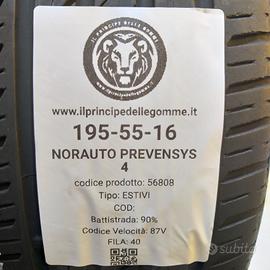 IL PRINCIPE DELLE GOMME
www.ilprincipedellegomme.it
195-55-16
NORAUTO PREVENSYS
4
codice prodotto: 56808
Tipo: ESTIVI
COD:
Battistrada: 90%
Codice Velocità: 87V
FILA: 40
subito